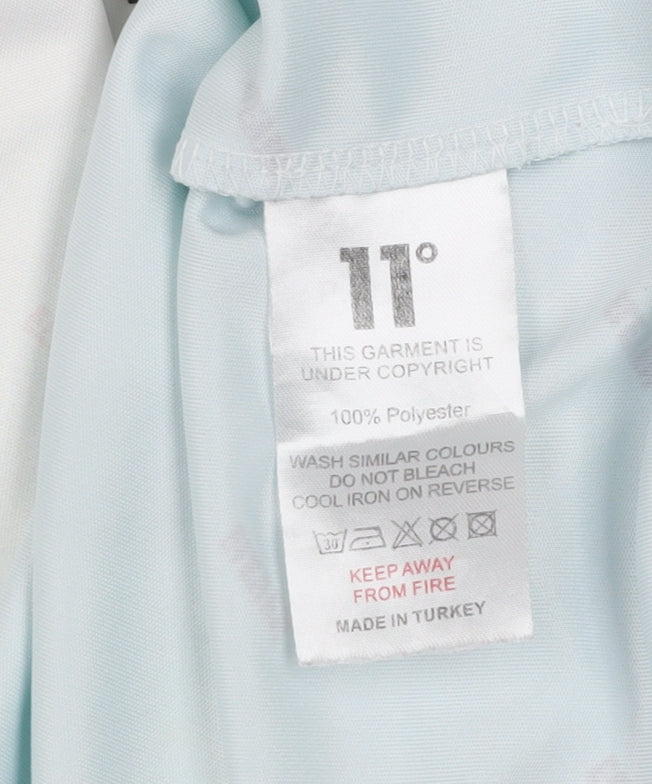 11°
THIS GARMENT IS
UNDER COPYRIGHT
100% Polyester
WASH SIMILAR COLOURS
DO NOT BLEACH
COOL IRON ON REVERSE
30
KEEP AWAY
FROM FIRE
MADE IN TURKEY